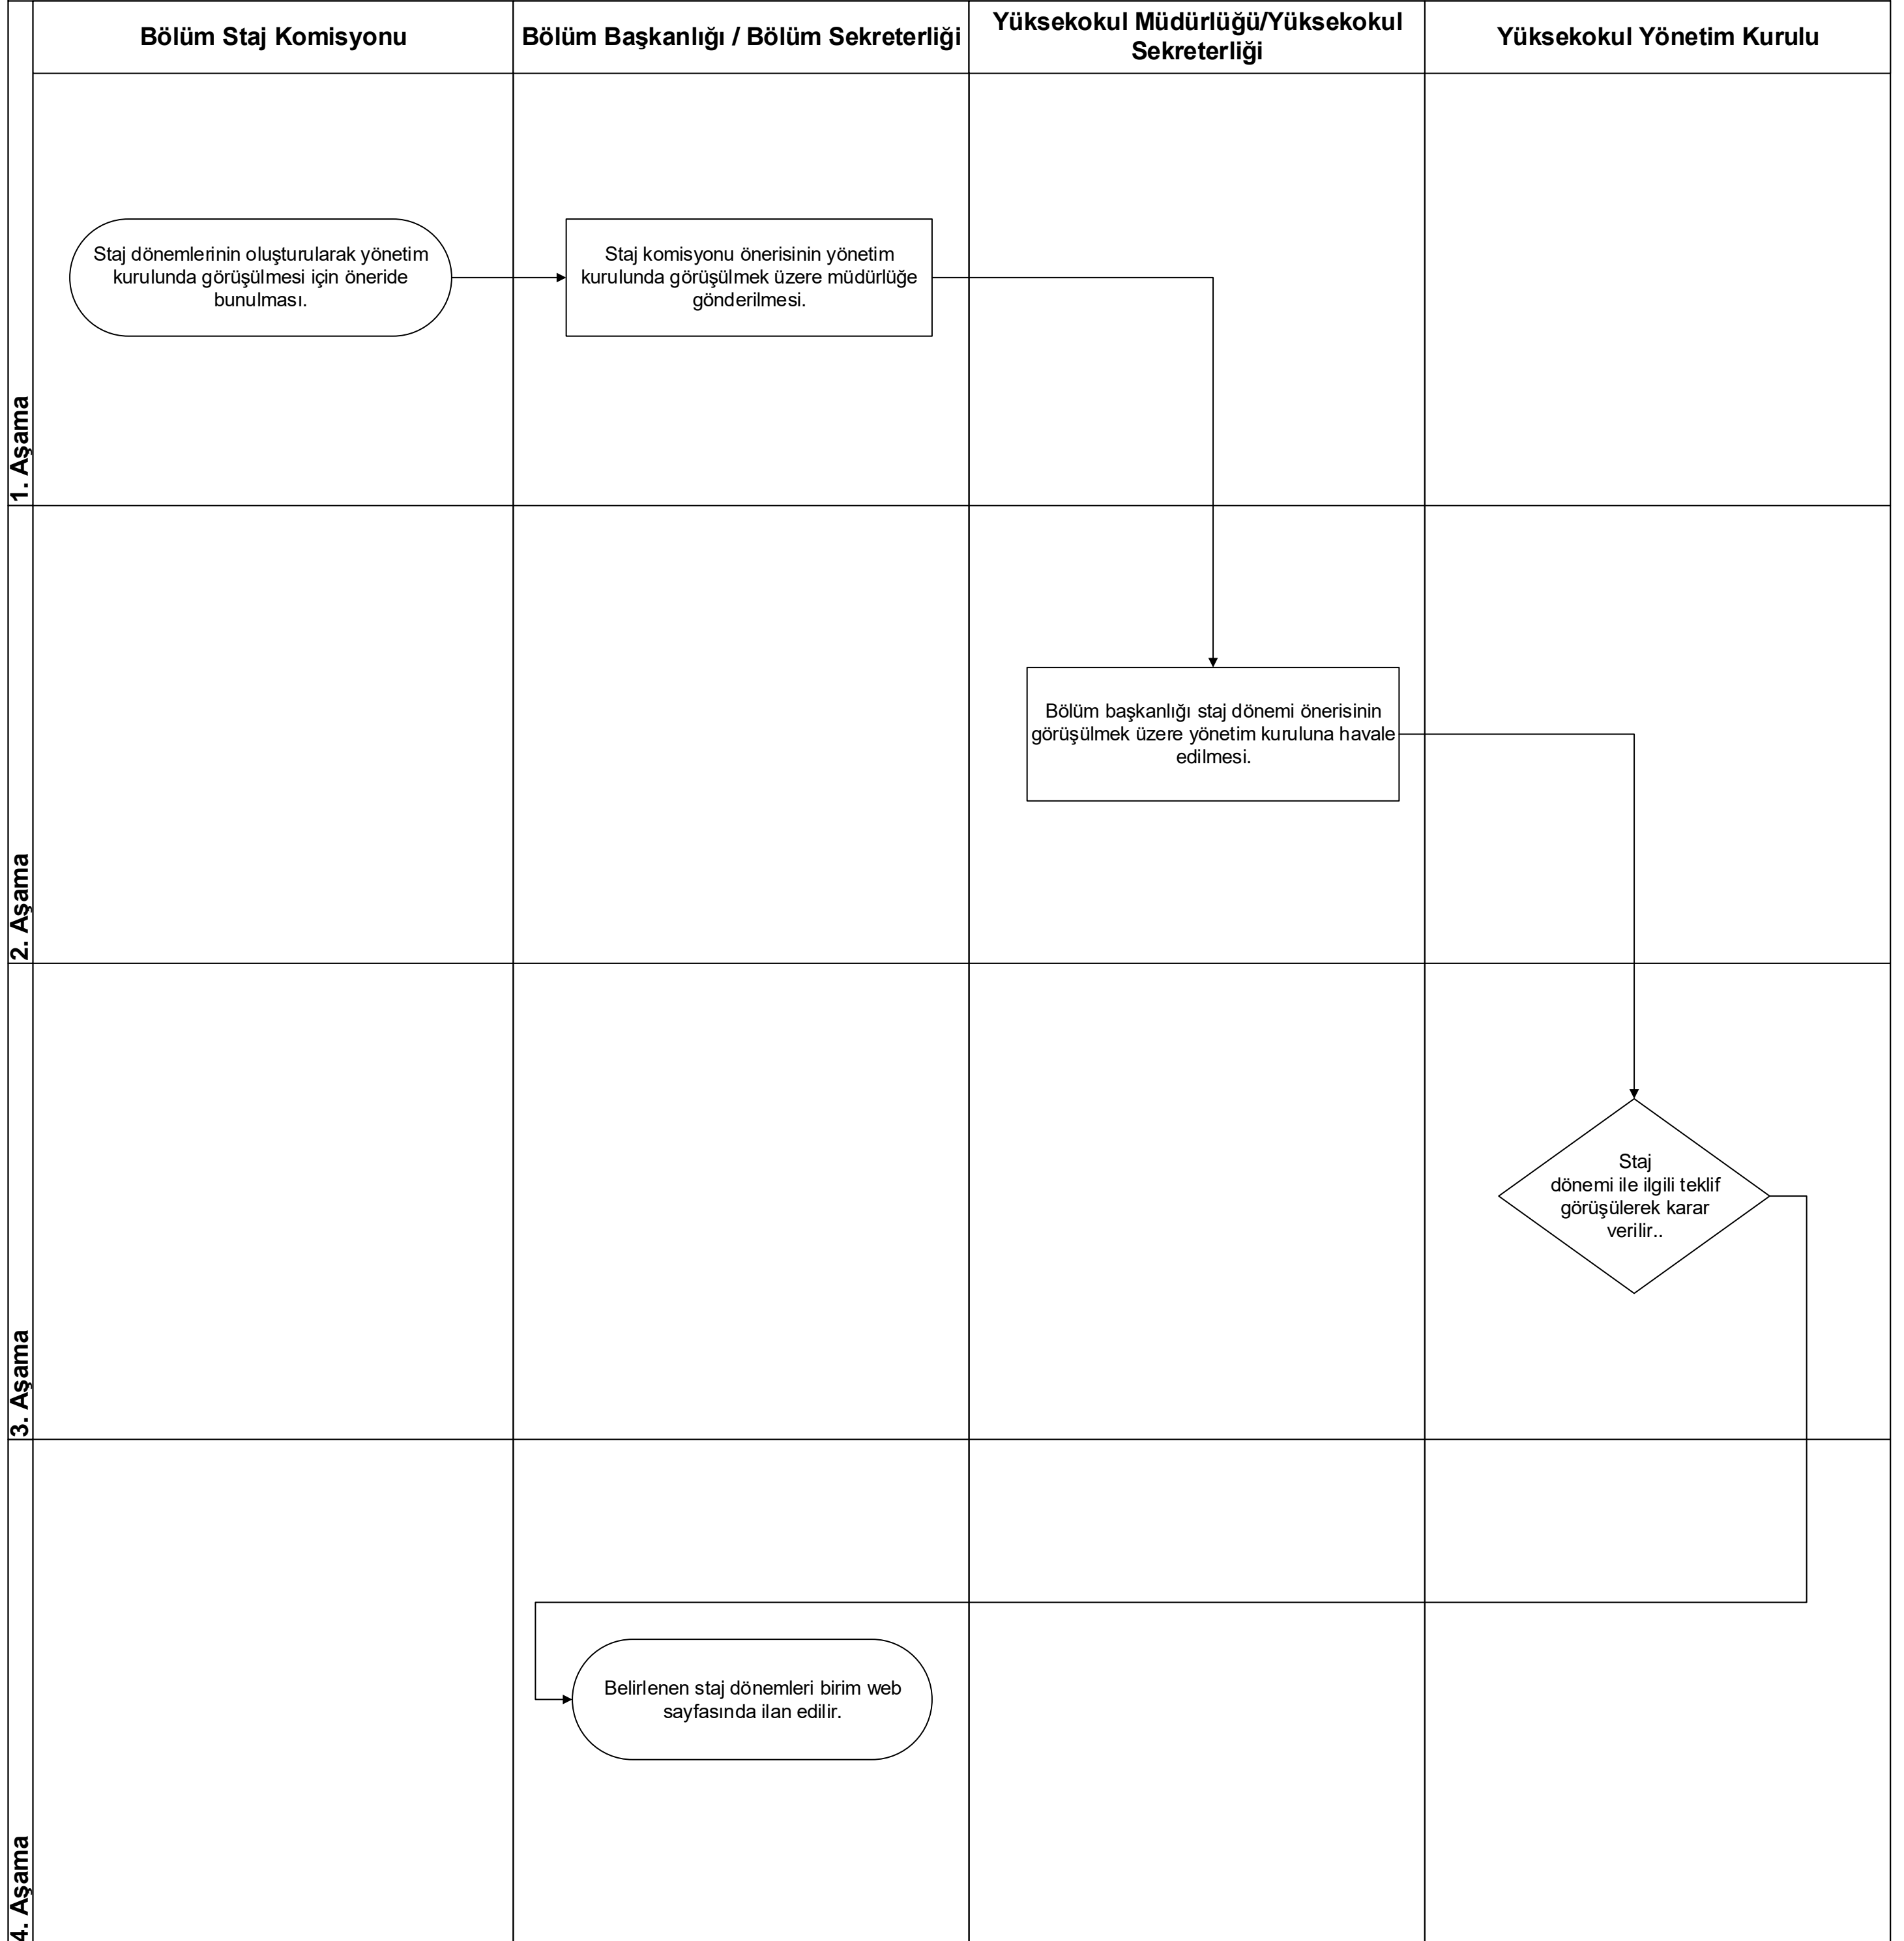 Bölüm Staj Komisyonu
Bölüm Başkanlığı / Bölüm Sekreterliği
Yüksekokul Müdürlüğü/Yüksekokul
Sekreterliği
Yüksekokul Yönetim Kurulu
1. Aşama
Staj dönemlerinin oluşturularak yönetim
kurulunda görüşülmesi için öneride
bunulması.
Staj komisyonu önerisinin yönetim
kurulunda görüşülmek üzere müdürlüğe
gönderilmesi.
2. Aşama
Bölüm başkanlığı staj dönemi önerisinin
görüşülmek üzere yönetim kuruluna havale
edilmesi.
3. Aşama
Staj
dönemi ile ilgili teklif
görüşülerek karar
verilir..
4. Aşama
Belirlenen staj dönemleri birim web
sayfasında ilan edilir.